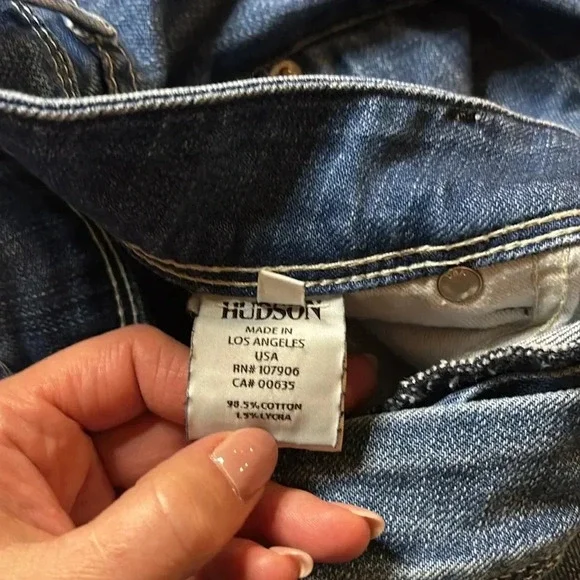 HUDSON
MADE IN
LOS ANGELES
USA
RN# 107906
CA# 00635
98.5% COTTON
1.5% LYCRA